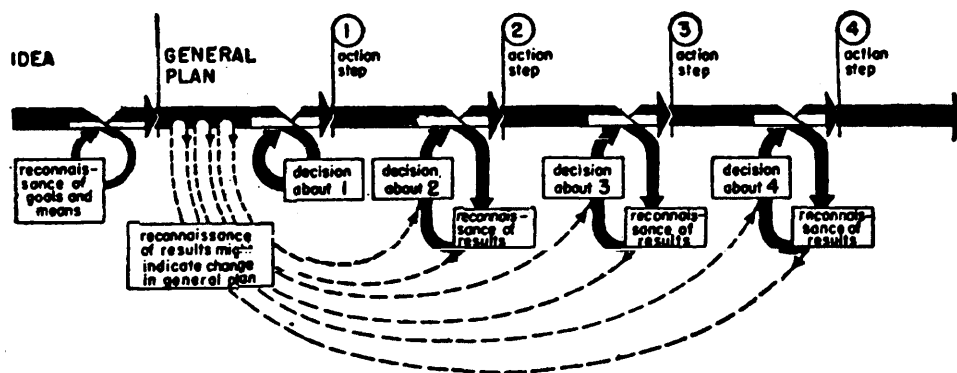 IDEA
GENERAL
PLAN
1
action
step
2
action
step
3
action
step
4
action
step
reconnais-
sance of
goals and
means
decision
about 1
decision
about 2
reconnais-
sance of
results
decision
about 3
reconnais-
sance of
results
decision
about 4
reconnais-
sance of
results
reconnaissance
of results
indicate change
in general plan